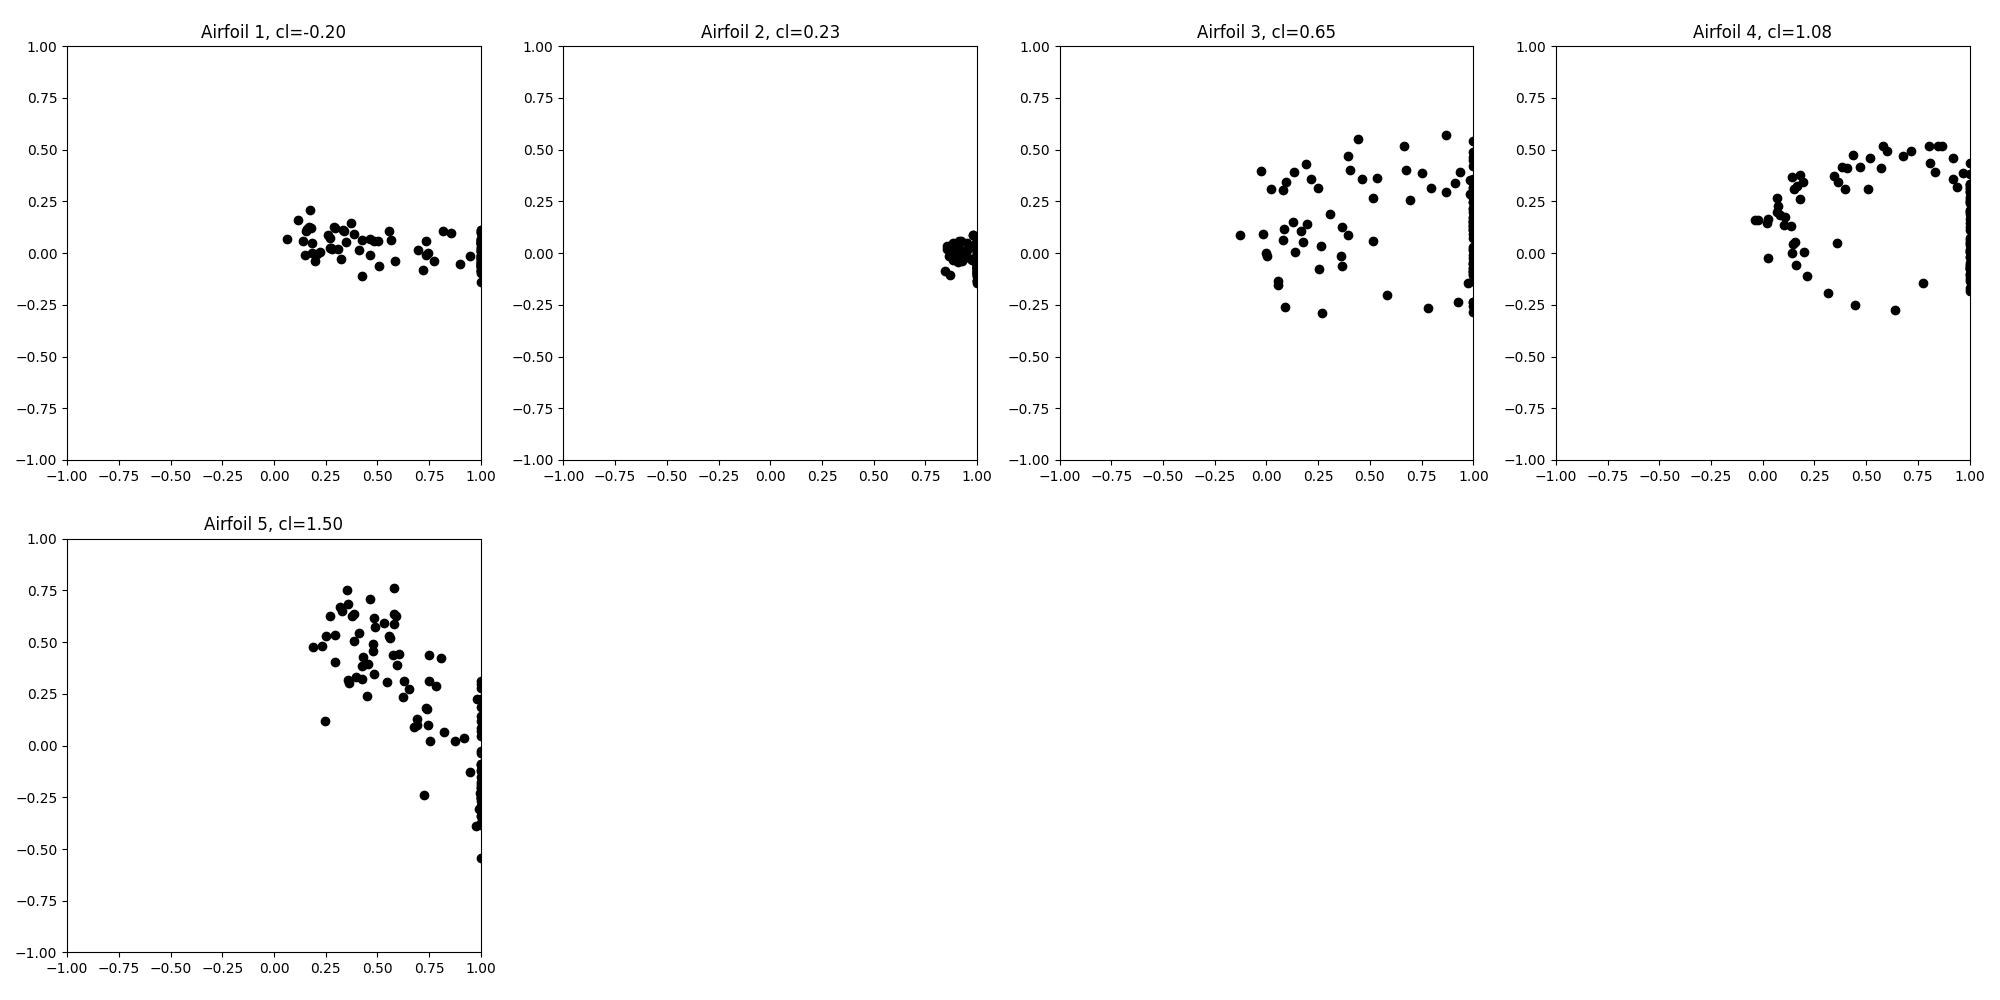 Airfoil 1, cl=-0.20
Airfoil 2, cl=0.23
Airfoil 3, cl=0.65
Airfoil 4, cl=1.08
1.00 1.00 1.00 1.00
0.75 0.75 0.75 0.75
0.50 0.50 0.50 0.50
0.25 0.25 0.25 0.25
0.00 0.00 0.00 0.00
−0.25 −0.25 −0.25 −0.25
−0.50 −0.50 −0.50 −0.50
−0.75 −0.75 −0.75 −0.75
−1.00 −1.00 −1.00 −1.00
−1.00 −0.75 −0.50 −0.25 0.00 0.25 0.50 0.75 1.00
−1.00 −0.75 −0.50 −0.25 0.00 0.25 0.50 0.75 1.00
−1.00 −0.75 −0.50 −0.25 0.00 0.25 0.50 0.75 1.00
−1.00 −0.75 −0.50 −0.25 0.00 0.25 0.50 0.75 1.00
Airfoil 5, cl=1.50
1.00
0.75
0.50
0.25
0.00
−0.25
−0.50
−0.75
−1.00
−1.00 −0.75 −0.50 −0.25 0.00 0.25 0.50 0.75 1.00